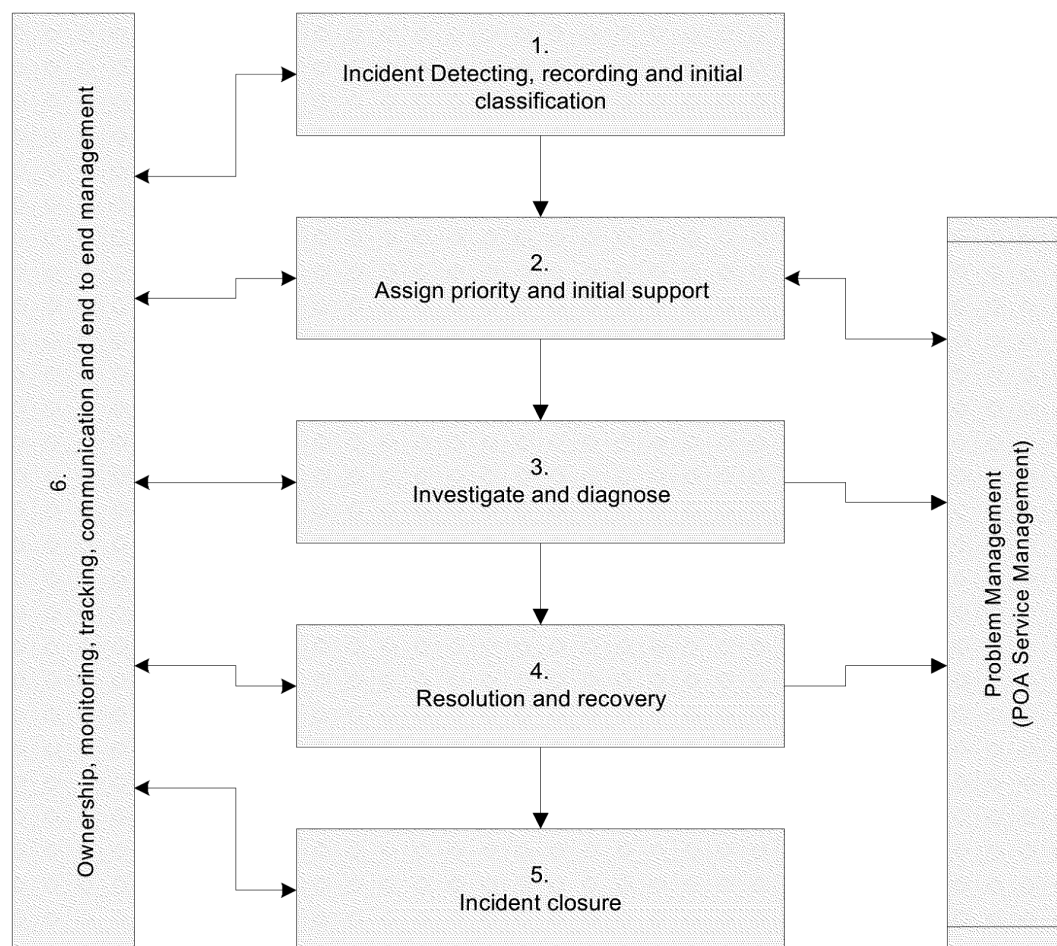 1.
Incident Detecting, recording and initial
classification
2.
Assign priority and initial support
3.
Investigate and diagnose
4.
Resolution and recovery
5.
Incident closure
6.
Ownership, monitoring, tracking, communication and end to end management
Problem Management
(POA Service Management)